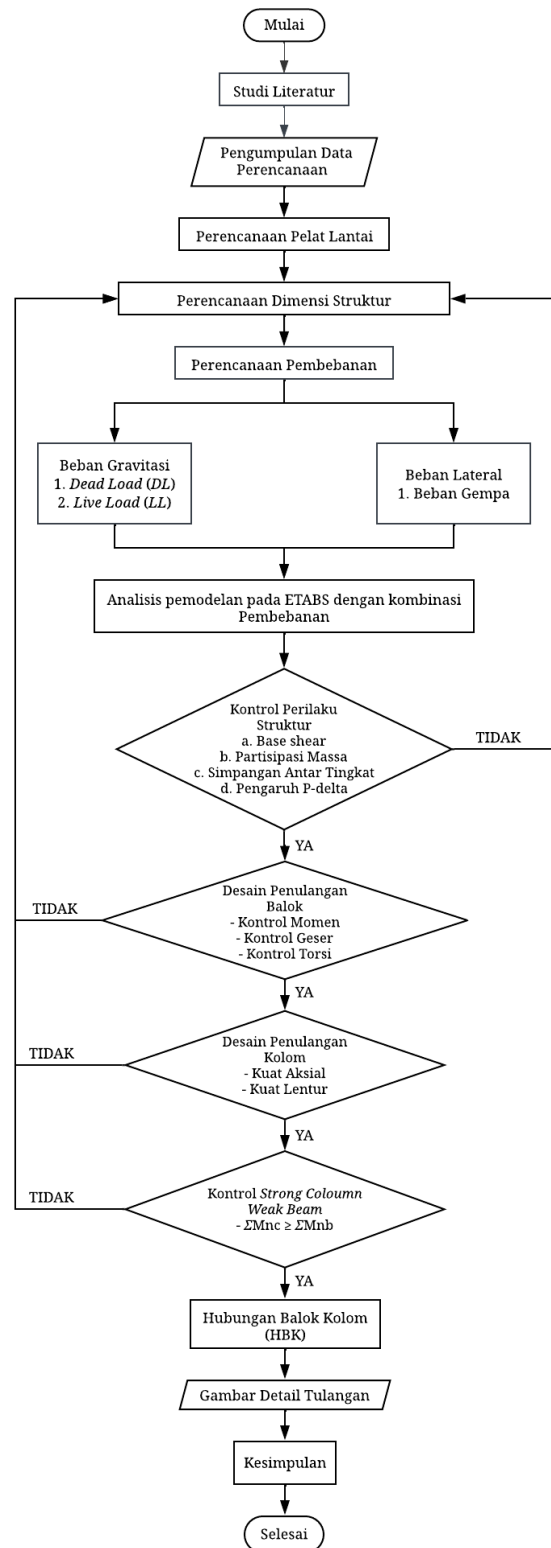 Mulai
Studi Literatur
Pengumpulan Data
Perencanaan
Perencanaan Pelat Lantai
Perencanaan Dimensi Struktur
Perencanaan Pembebanan
Beban Gravitasi
1. Dead Load (DL)
2. Live Load (LL)
Beban Lateral
1. Beban Gempa
Analisis pemodelan pada ETABS dengan kombinasi
Pembebanan
Kontrol Perilaku
Struktur
a. Base shear
b. Partisipasi Massa
c. Simpangan Antar Tingkat
d. Pengaruh P-delta
TIDAK
YA
Desain Penulangan
Balok
- Kontrol Momen
- Kontrol Geser
- Kontrol Torsi
TIDAK
YA
Desain Penulangan
Kolom
- Kuat Aksial
- Kuat Lentur
TIDAK
YA
Kontrol Strong Coloumn
Weak Beam
- ΣMnc ≥ ΣMnb
TIDAK
YA
Hubungan Balok Kolom
(HBK)
Gambar Detail Tulangan
Kesimpulan
Selesai